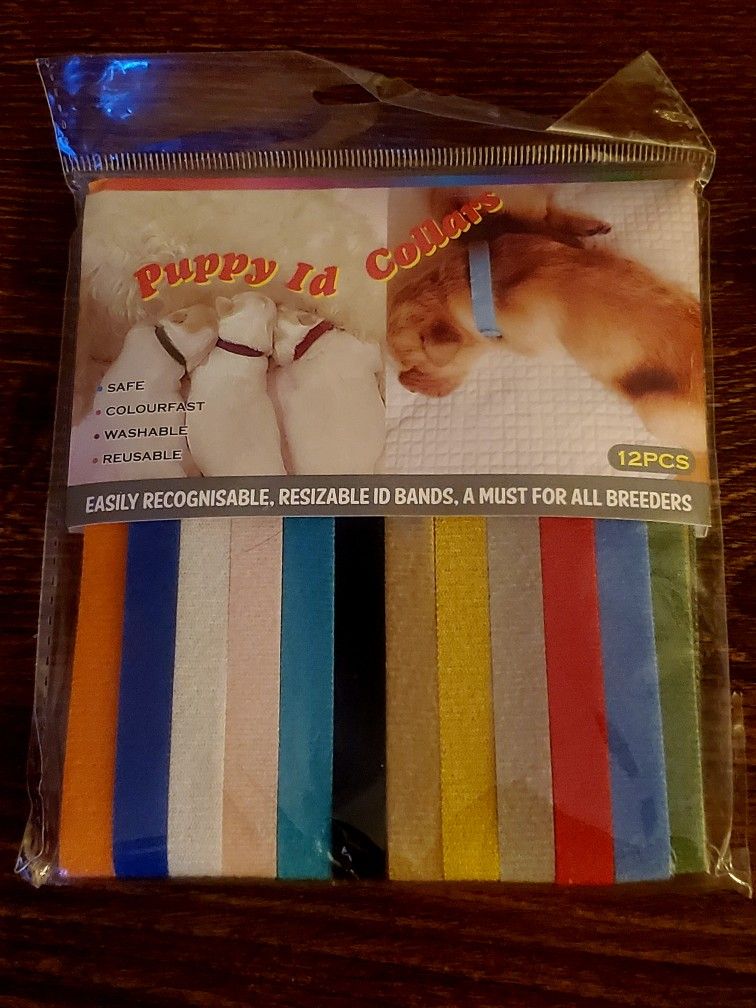 Puppy Id Collars
SAFE
COLOURFAST
WASHABLE
REUSABLE
12PCS
EASILY RECOGNISABLE, RESIZABLE ID BANDS, A MUST FOR ALL BREEDERS